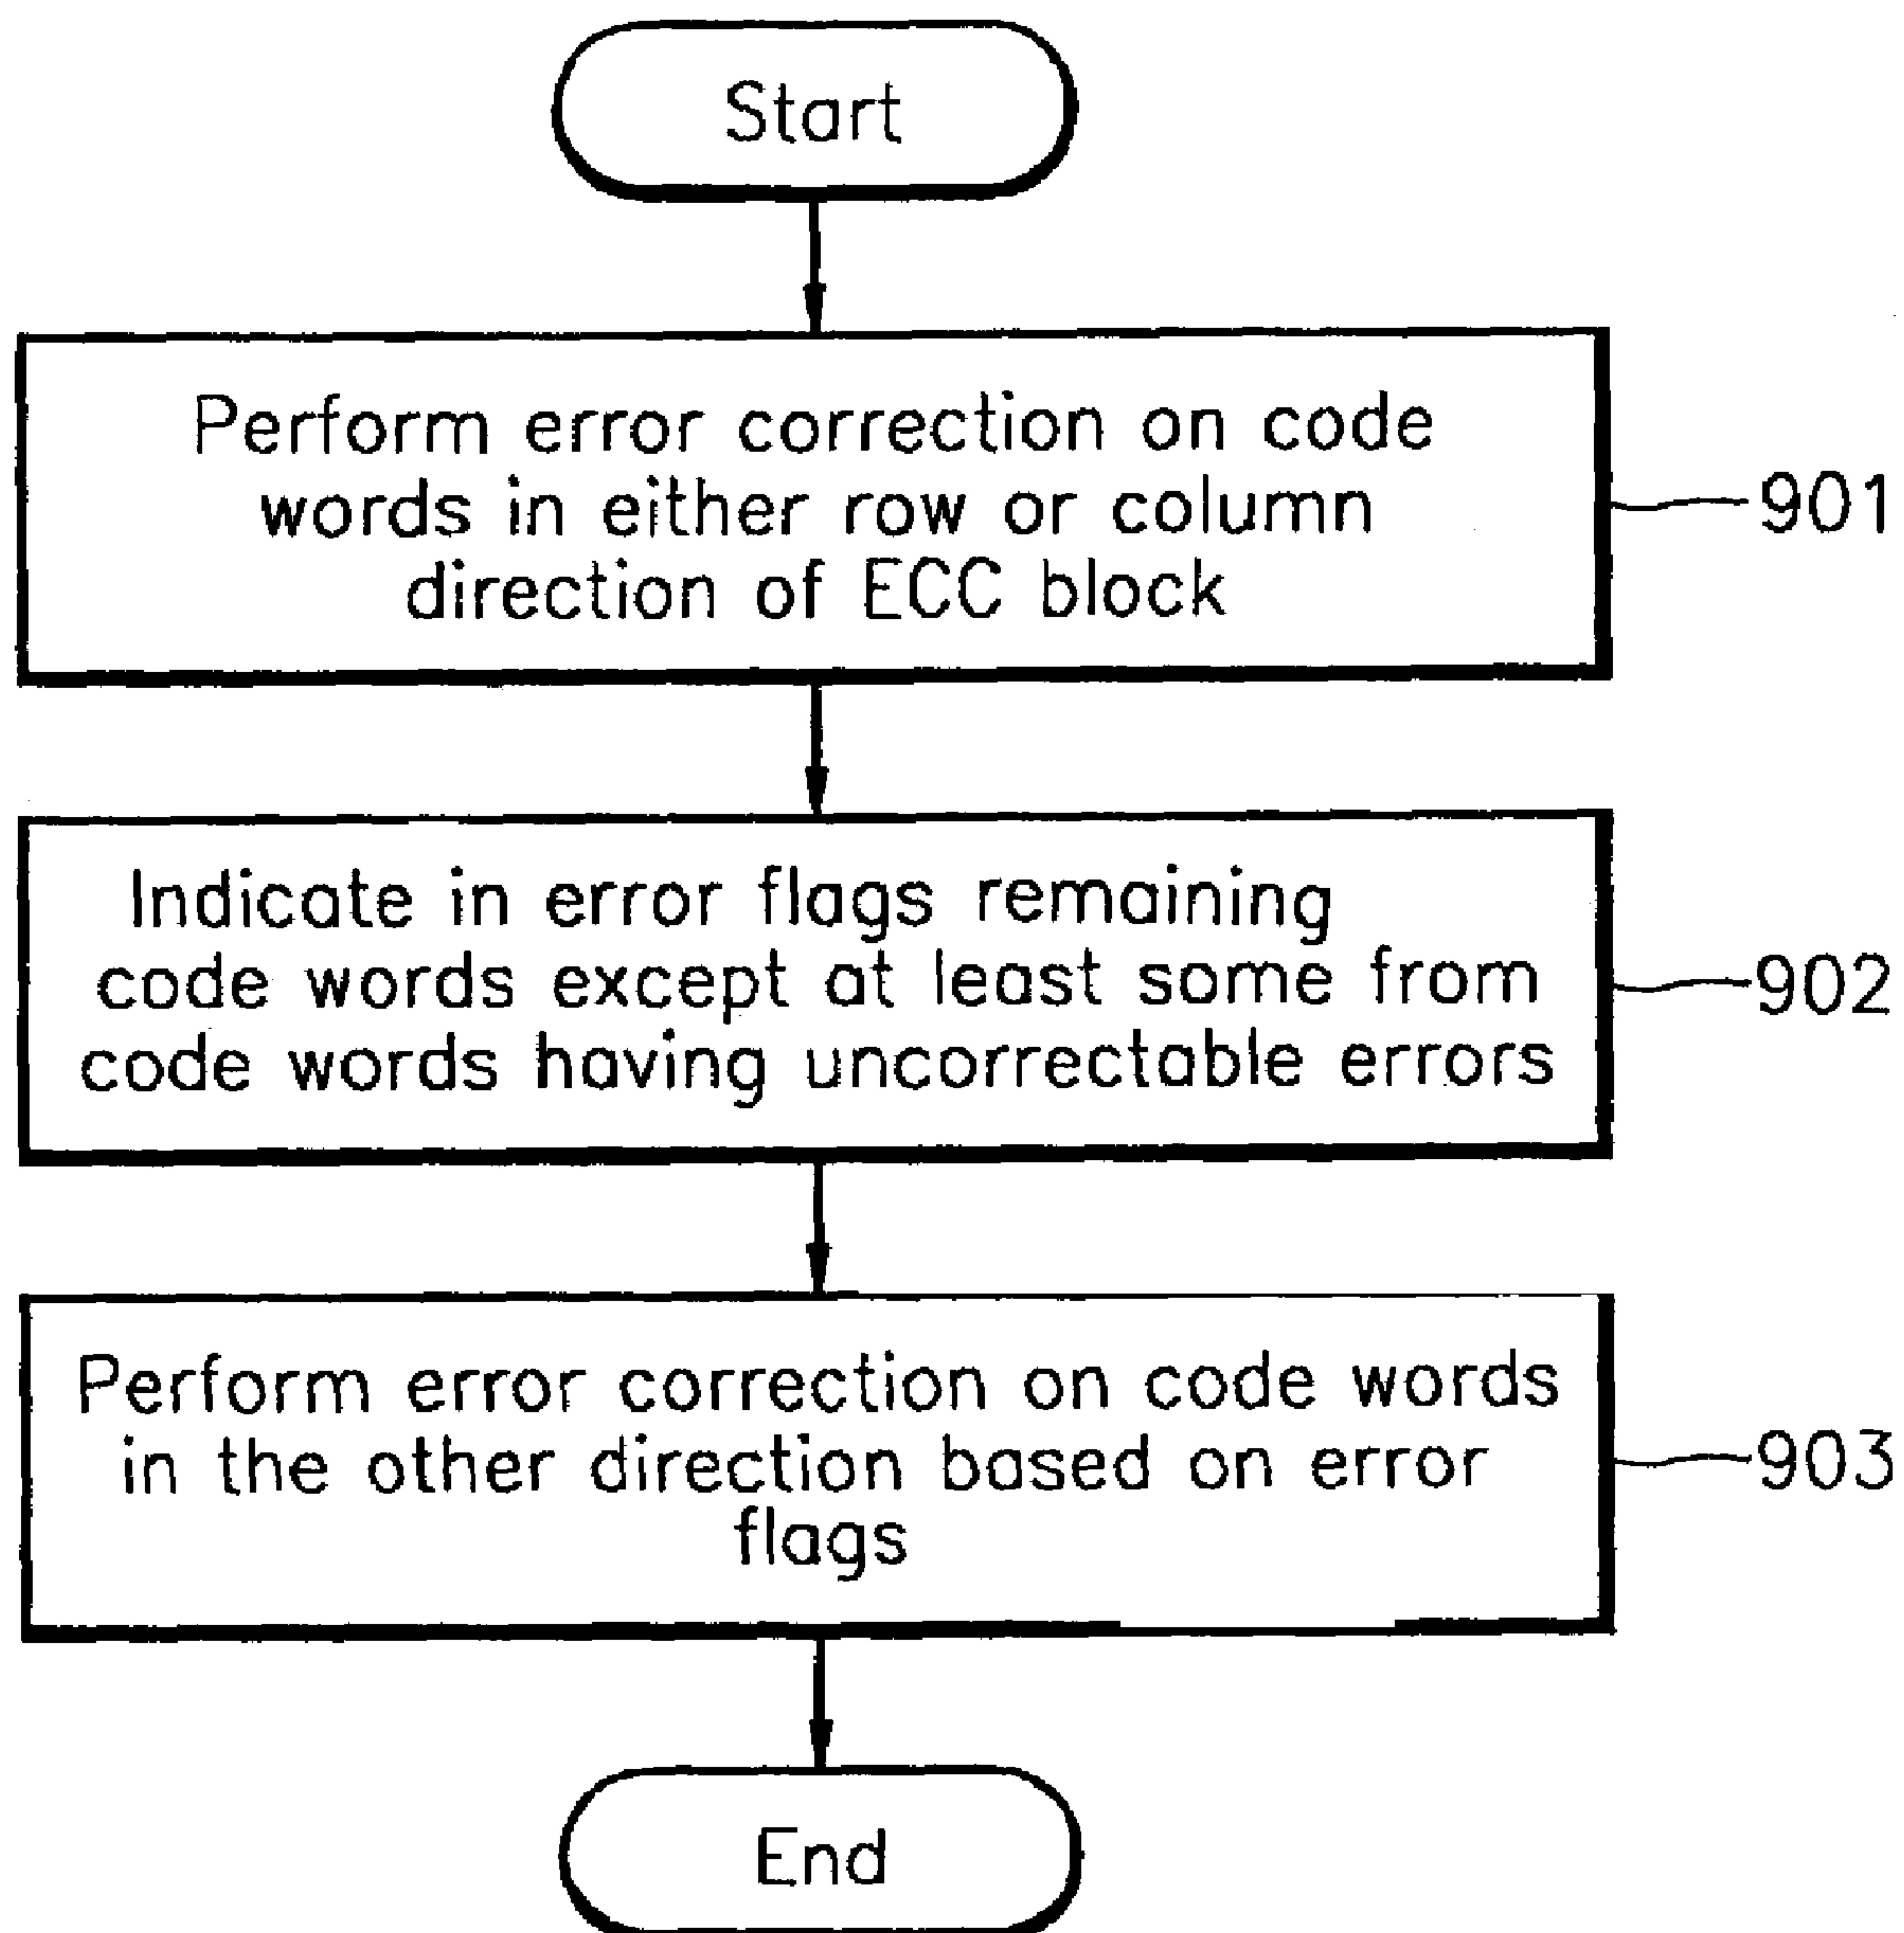 Start
Perform error correction on code
words in either row or column
direction of ECC block
901
Indicate in error flags remaining
code words except at least some from
code words having uncorrectable errors
902
Perform error correction on code words
in the other direction based on error
flags
903
End